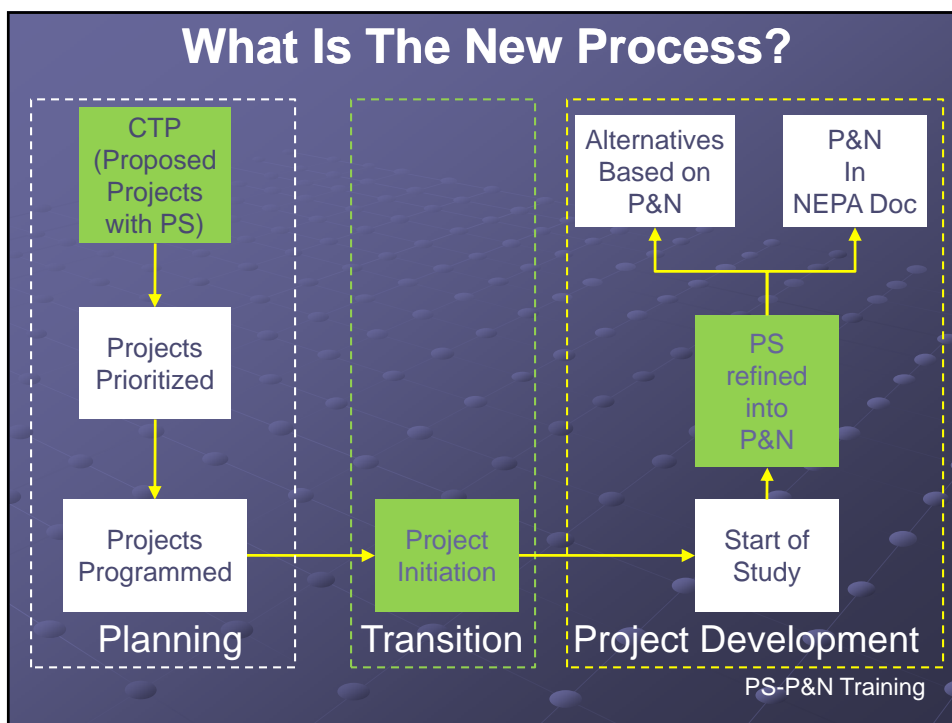 What Is The New Process?
CTP
(Proposed
Projects
with PS)
Projects
Prioritized
Projects
Programmed
Planning
Project
Initiation
Transition
Alternatives
Based on
P&N
P&N
In
NEPA Doc
PS
refined
into
P&N
Start of
Study
Project Development
PS-P&N Training